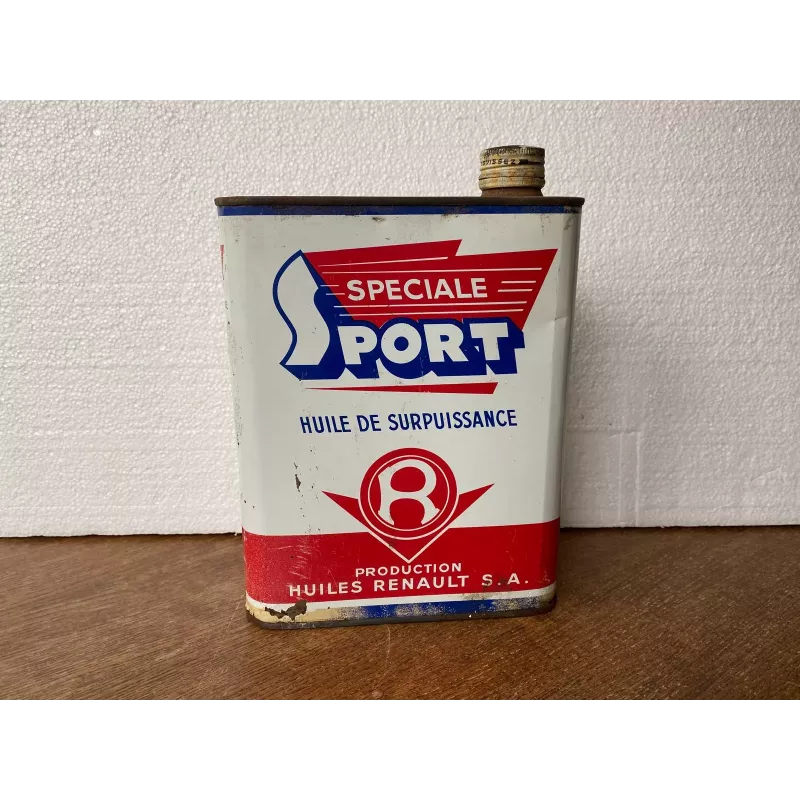 SPECIALE
SPORT
HUILE DE SURPUISSANCE
R
PRODUCTION
HUILES RENAULT S.A.